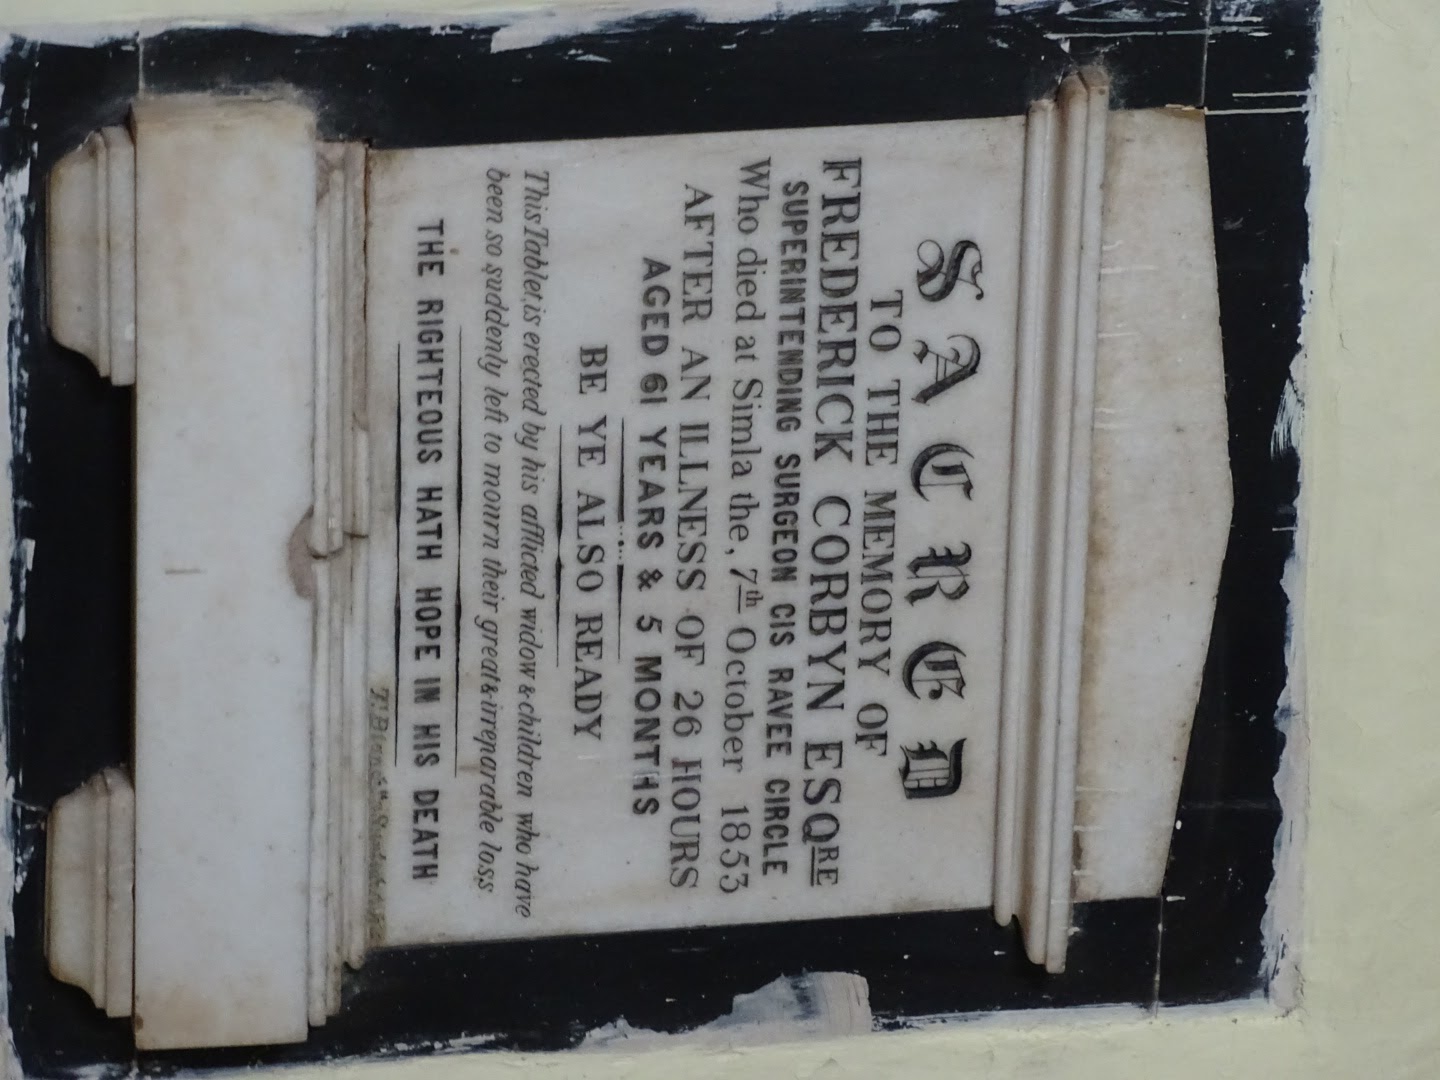 SACRED
TO THE MEMORY OF
FREDERICK CORBYN ESQRE
SUPERINTENDING SURGEON CIS RAVEE CIRCLE
Who died at Simla the, 7th October 1853
AFTER AN ILLNESS OF 26 HOURS
AGED 61 YEARS & 5 MONTHS
BE YE ALSO READY
This Tablet, is erected by his afflicted widow & children who have
been so suddenly left to mourn their great & irreparable loss.
THE RIGHTEOUS HATH HOPE IN HIS DEATH